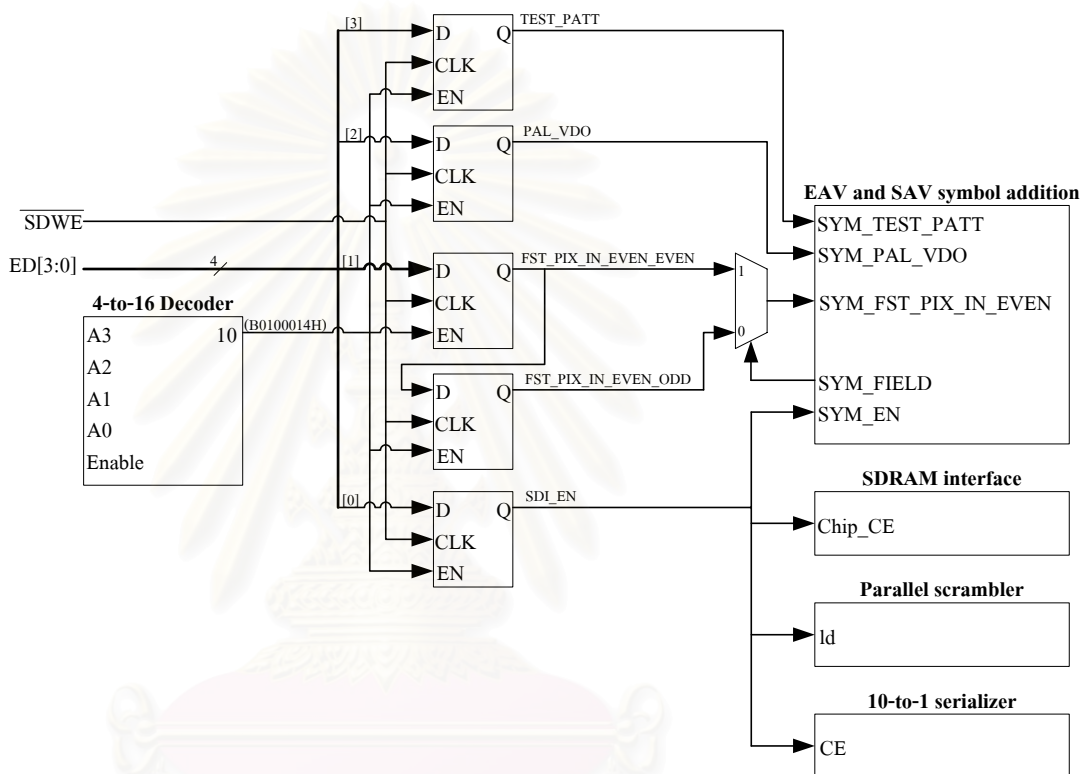 [3]
D
Q
CLK
EN
TEST_PATT
[2]
D
Q
CLK
EN
PAL_VDO
SDWE
ED[3:0]
4
[1]
D
Q
CLK
EN
FST_PIX_IN_EVEN_EVEN
4-to-16 Decoder
A3
10
(B0100014H)
A2
A1
A0
Enable
D
Q
CLK
EN
FST_PIX_IN_EVEN_ODD
1
0
[0]
D
Q
CLK
EN
SDI_EN
EAV and SAV symbol addition
SYM_TEST_PATT
SYM_PAL_VDO
SYM_FST_PIX_IN_EVEN
SYM_FIELD
SYM_EN
SDRAM interface
Chip_CE
Parallel scrambler
ld
10-to-1 serializer
CE